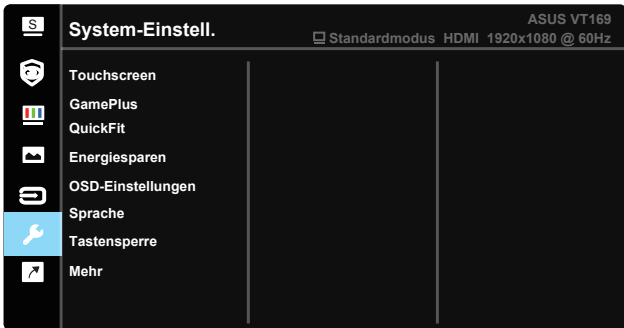 S
System-Einstell.
ASUS VT169
Standardmodus HDMI 1920x1080 @ 60Hz
Touchscreen
GamePlus
QuickFit
Energiesparen
OSD-Einstellungen
Sprache
Tastensperre
Mehr